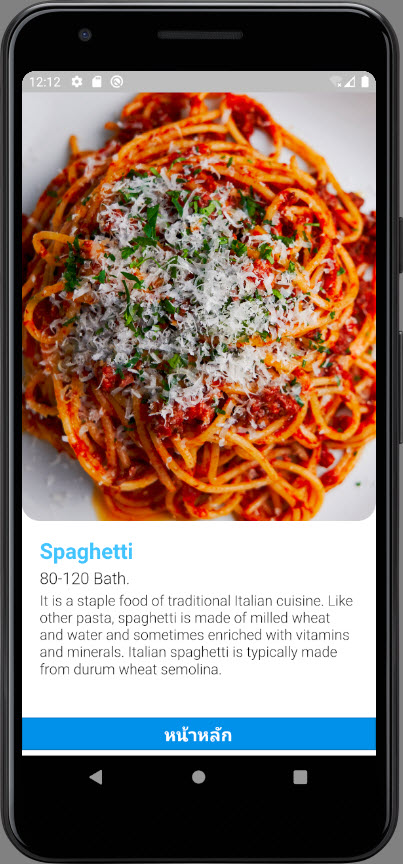 12:12
Spaghetti
80-120 Bath.
It is a staple food of traditional Italian cuisine. Like
other pasta, spaghetti is made of milled wheat
and water and sometimes enriched with vitamins
and minerals. Italian spaghetti is typically made
from durum wheat semolina.
หน้าหลัก